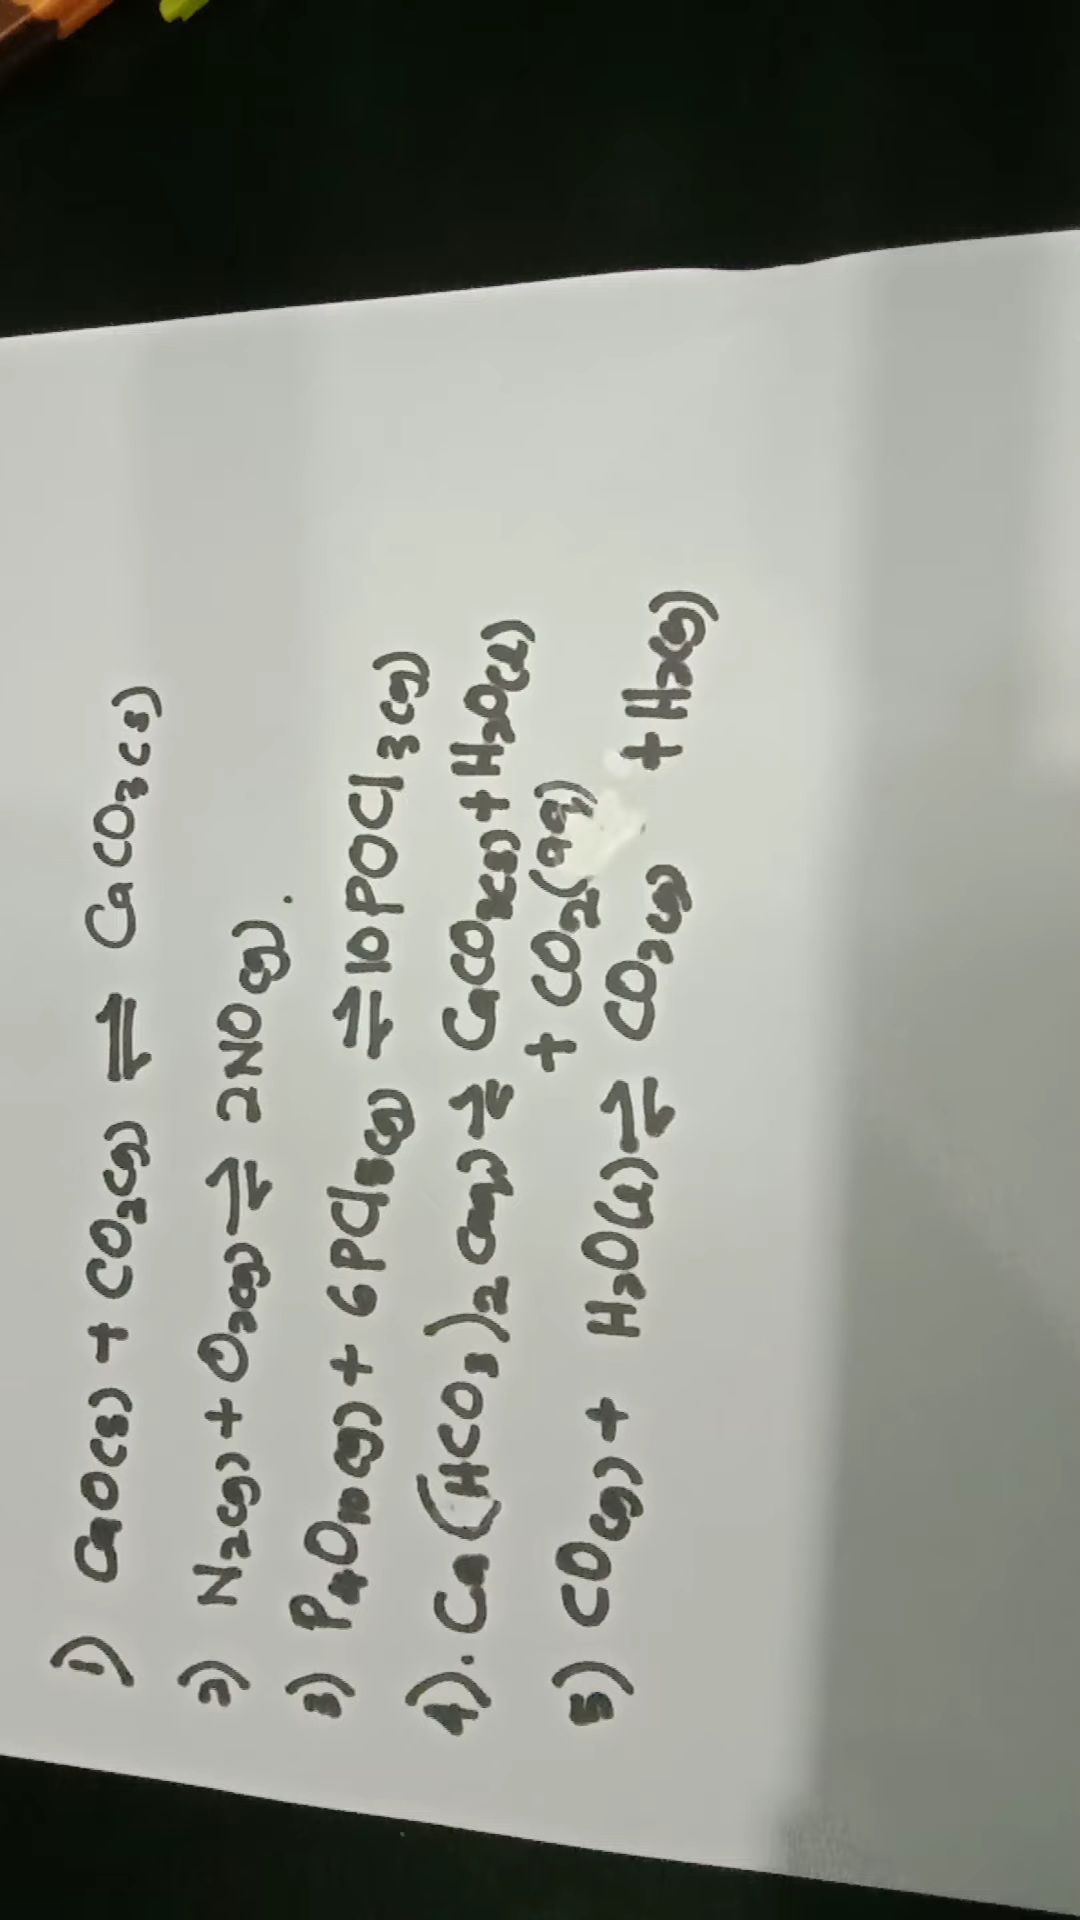 1) CaO(s) + CO2(g) ⇌ CaCO3(s)
2) N2(g) + O2(g) ⇌ 2NO(g).
3) P4O10(g) + 6PCl5(g) ⇌ 10POCl3(g)
4). Ca(HCO3)2(aq) ⇌ CaCO3(s) + H2O(l)
+ CO2(aq)
5) CO(g) + H2O(l) ⇌ CO2(g) + H2(g)